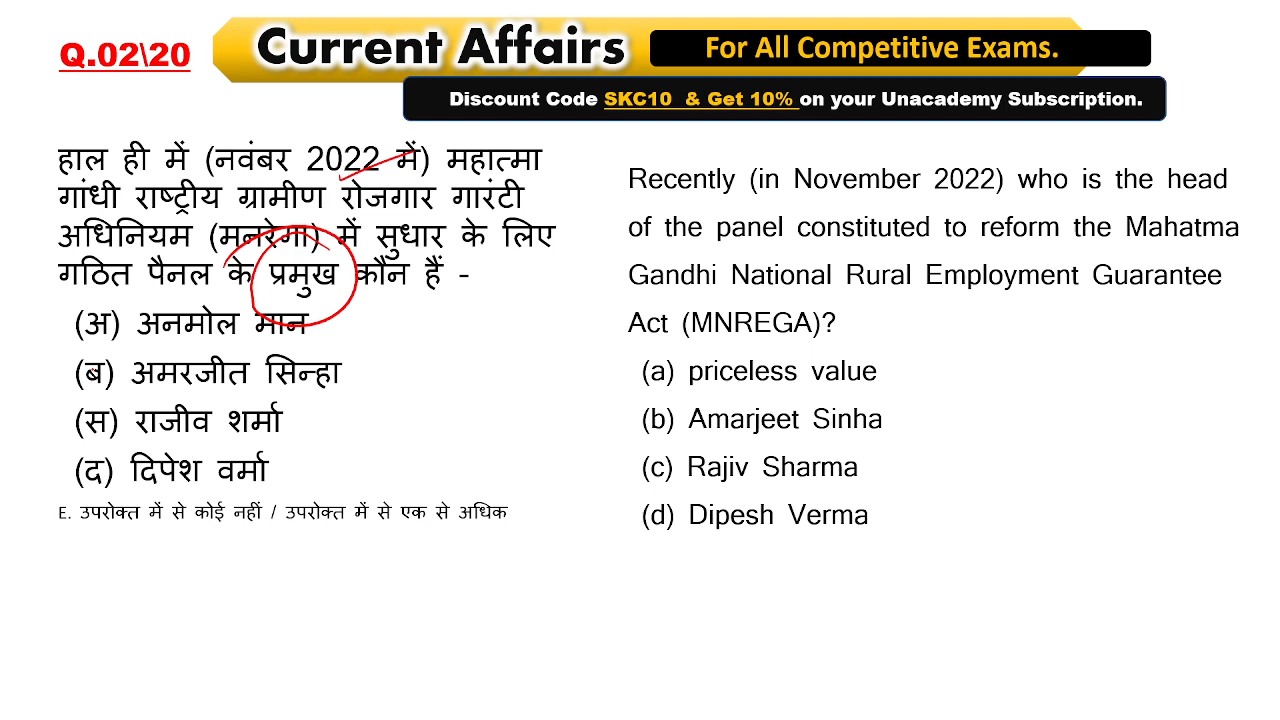 Q.02\20
Current Affairs
For All Competitive Exams.
Discount Code SKC10 & Get 10% on your Unacademy Subscription.
हाल ही में (नवंबर 2022 में) महात्मा
गांधी राष्ट्रीय ग्रामीण रोजगार गारंटी
अधिनियम (मनरेगा) में सुधार के लिए
गठित पैनल के प्रमुख कौन हैं -
(अ) अनमोल मान
(ब) अमरजीत सिन्हा
(स) राजीव शर्मा
(द) दिपेश वर्मा
E. उपरोक्त में से कोई नहीं / उपरोक्त में से एक से अधिक
Recently (in November 2022) who is the head
of the panel constituted to reform the Mahatma
Gandhi National Rural Employment Guarantee
Act (MNREGA)?
(a) priceless value
(b) Amarjeet Sinha
(c) Rajiv Sharma
(d) Dipesh Verma